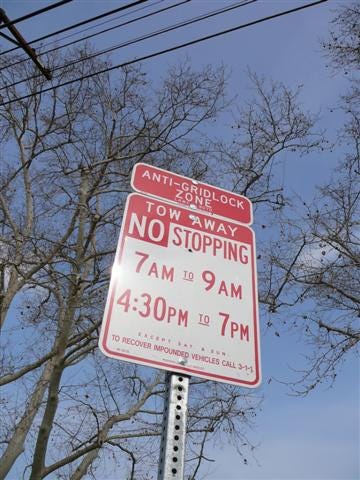 ANTI-GRIDLOCK
ZONE
TOW AWAY
NO STOPPING
7AM TO 9AM
4:30PM TO 7PM
EXCEPT SAT & SUN
TO RECOVER IMPOUNDED VEHICLES CALL 3-1-1